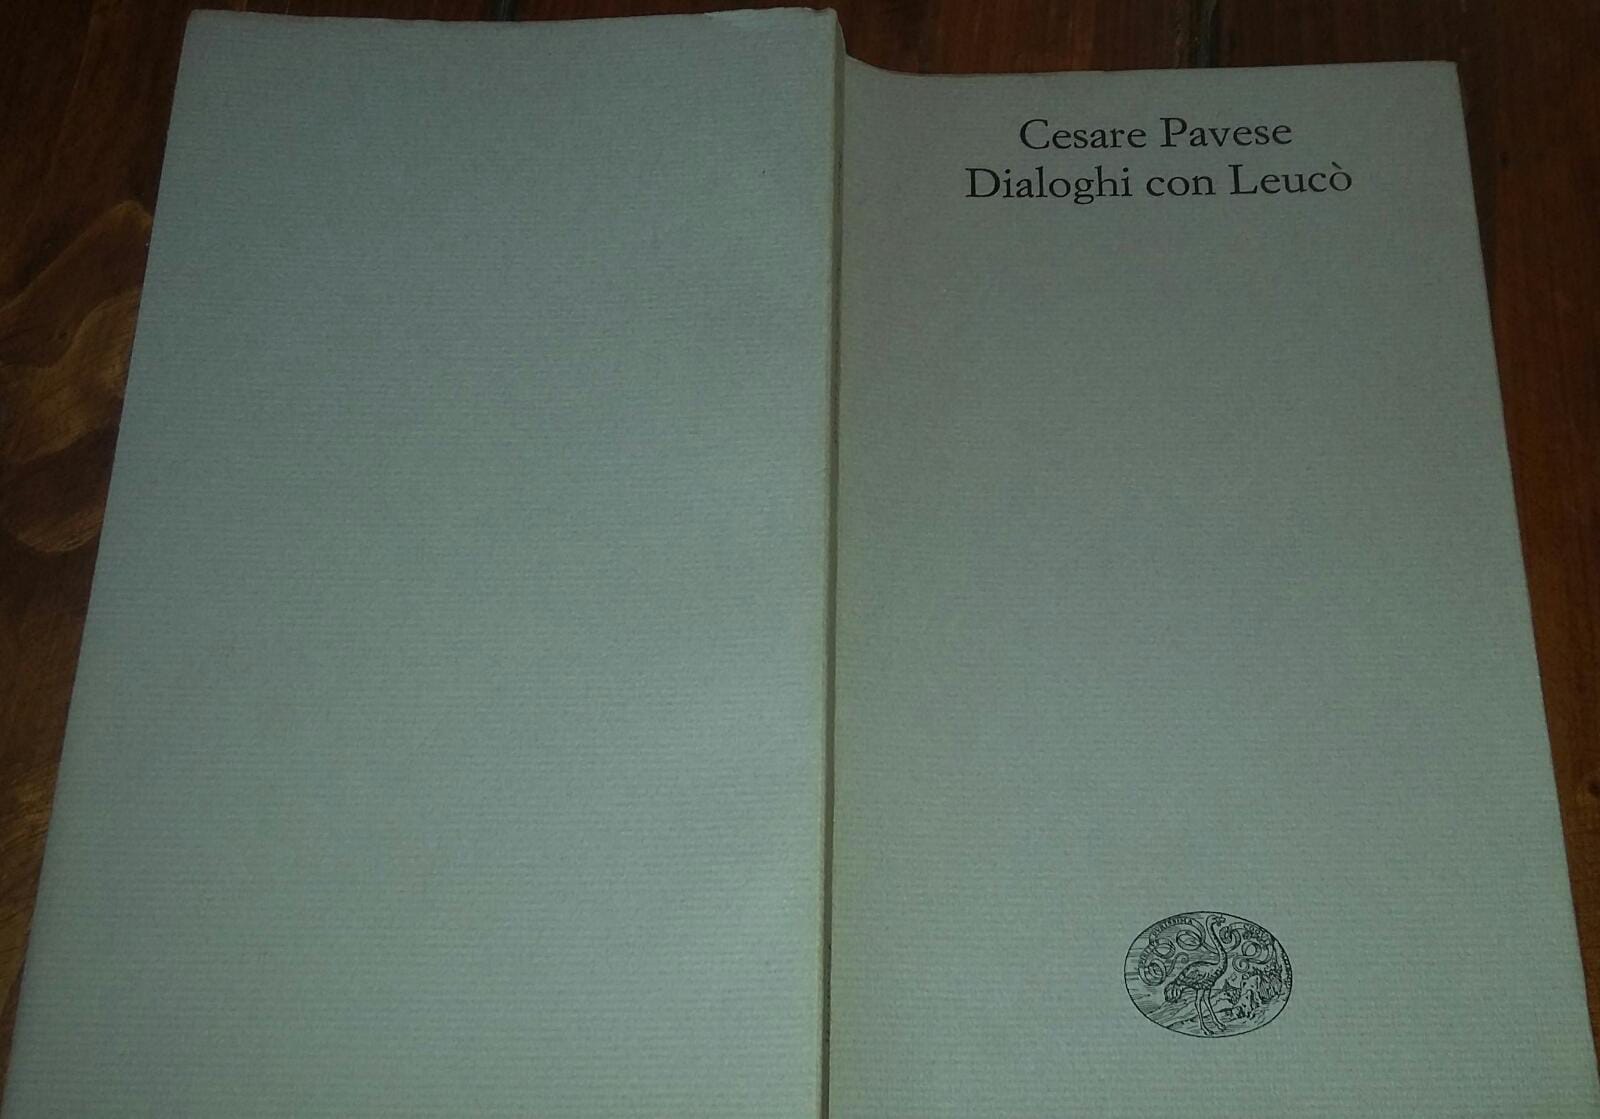 Cesare Pavese
Dialoghi con Leucò